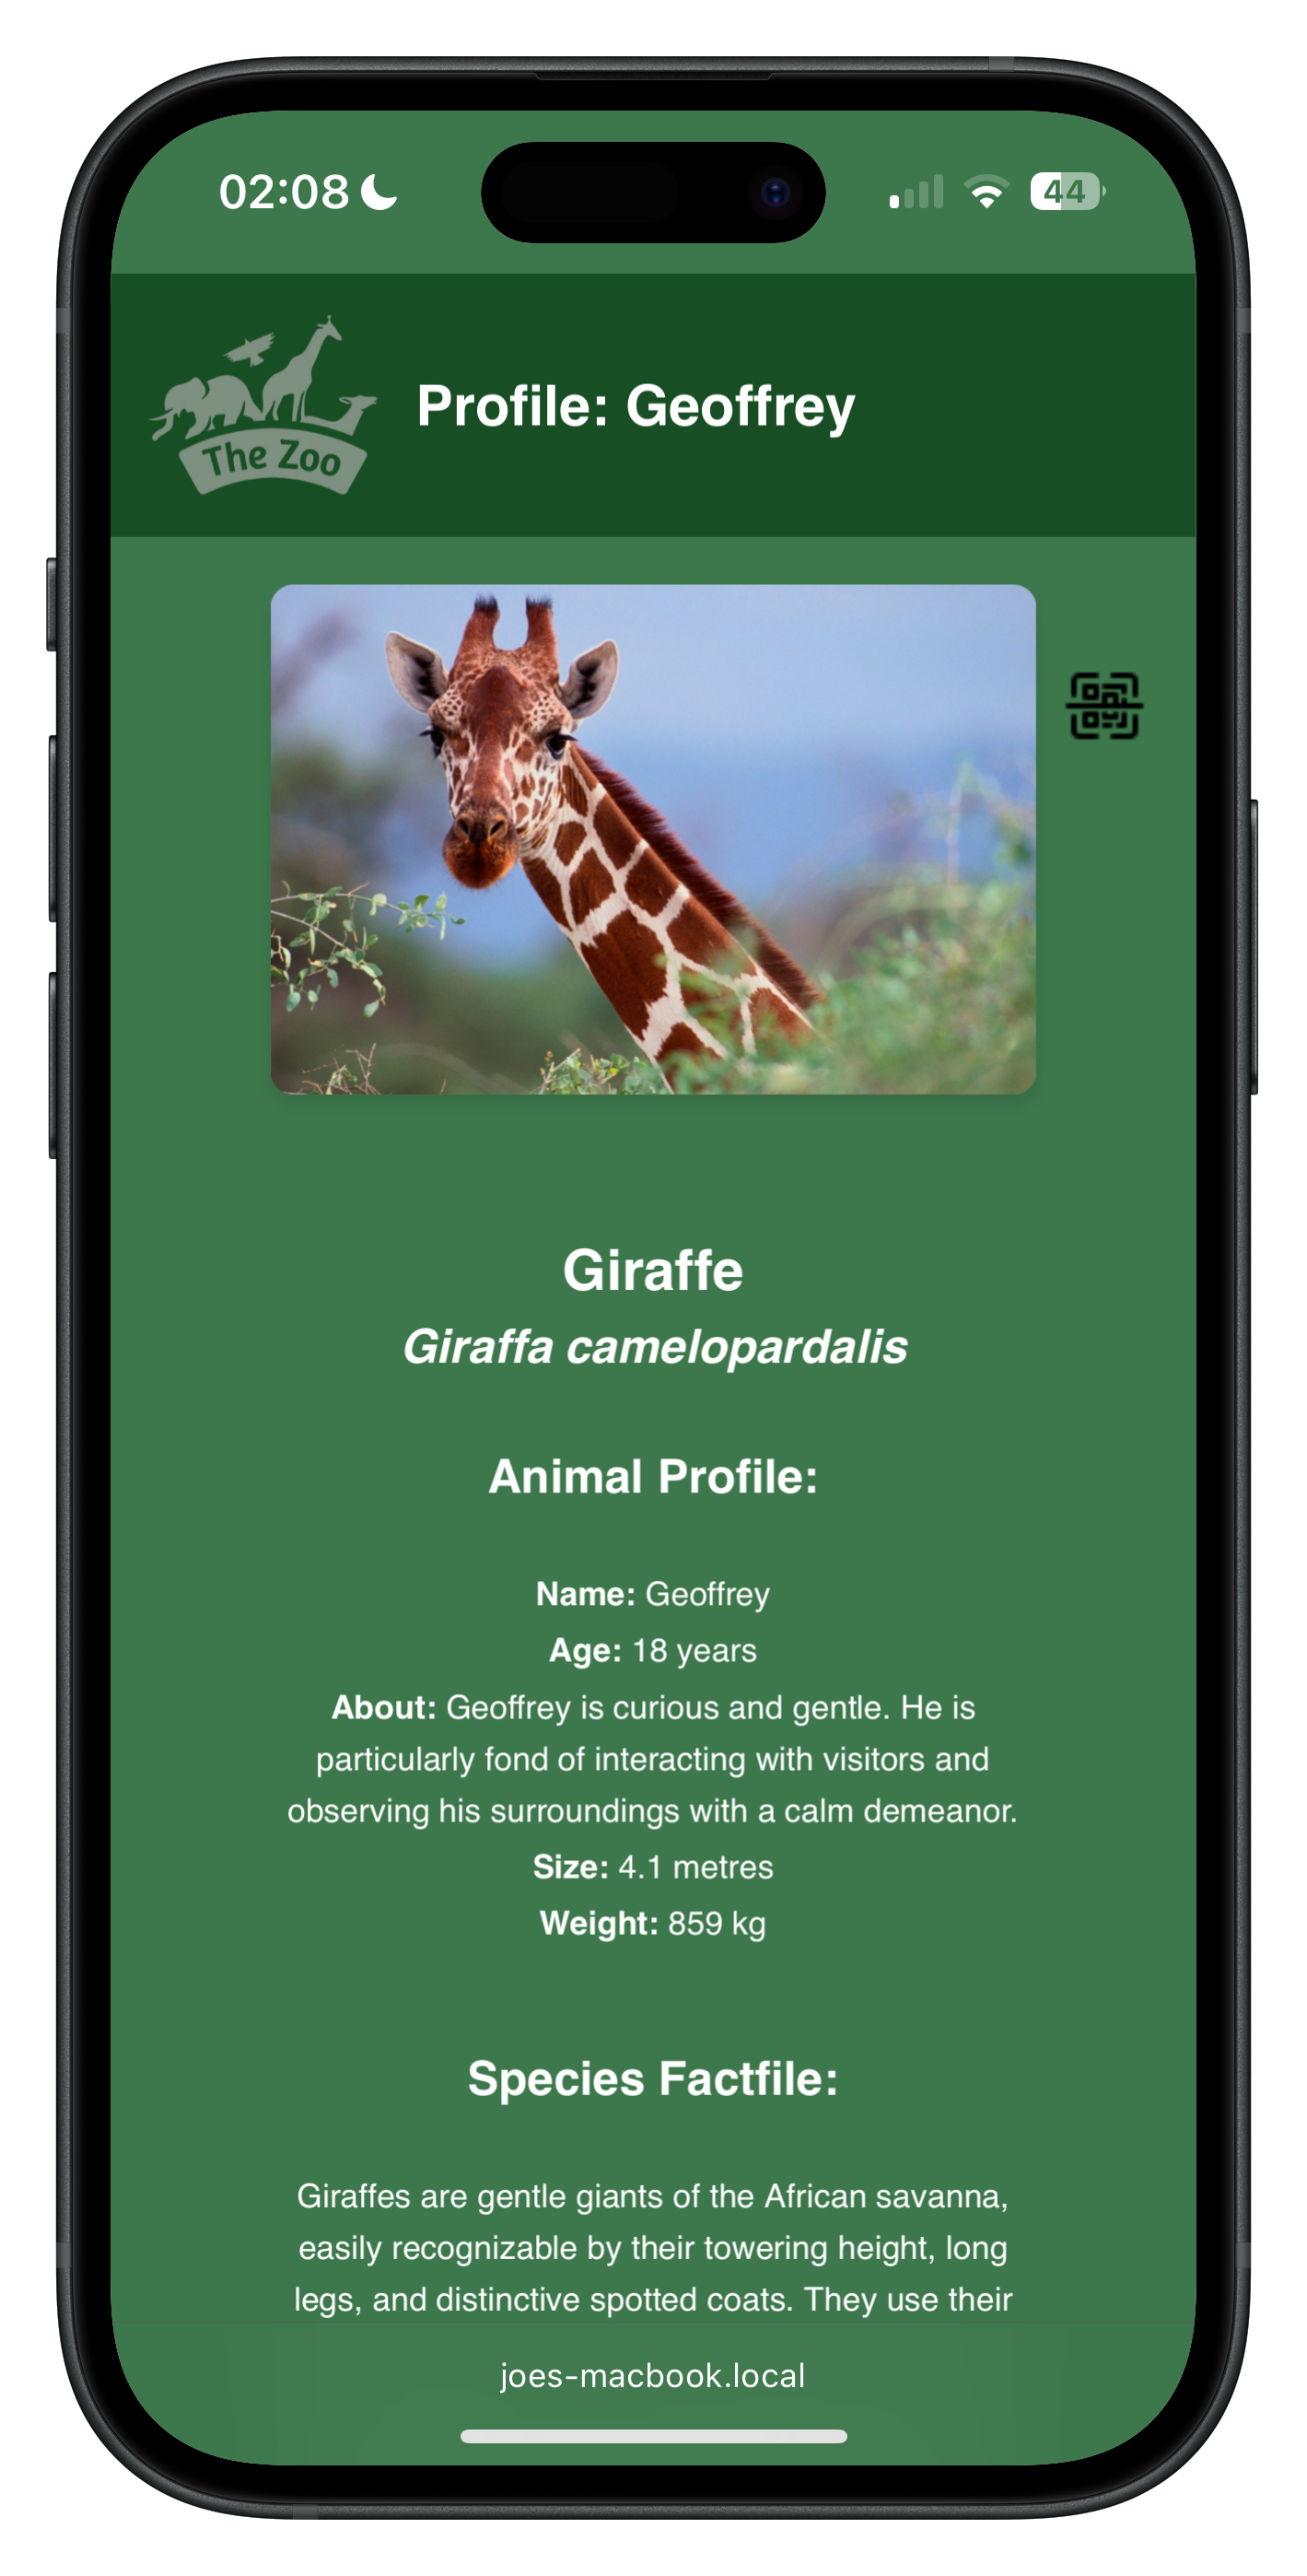 02:08
44
The Zoo
Profile: Geoffrey
Giraffe
Giraffa camelopardalis
Animal Profile:
Name: Geoffrey
Age: 18 years
About: Geoffrey is curious and gentle. He is
particularly fond of interacting with visitors and
observing his surroundings with a calm demeanor.
Size: 4.1 metres
Weight: 859 kg
Species Factfile:
Giraffes are gentle giants of the African savanna,
easily recognizable by their towering height, long
legs, and distinctive spotted coats. They use their
joes-macbook.local